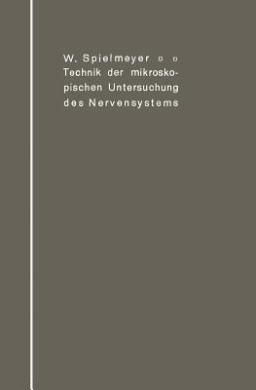 W. Spielmeyer ▫ ▫
Technik der mikrosko-
pischen Untersuchung
des Nervensystems